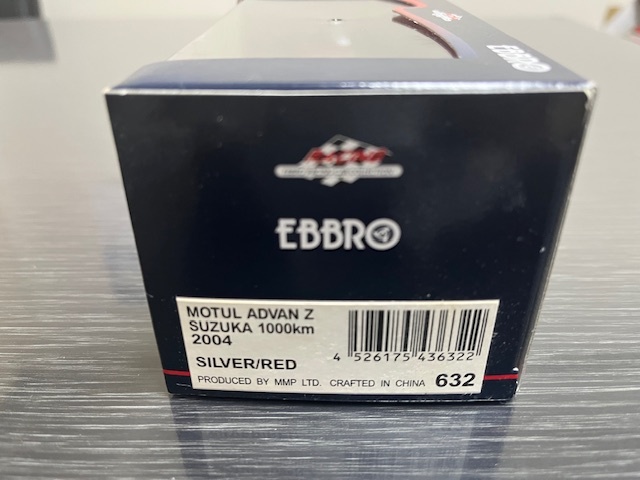 EBBRO
EBBRO
MOTUL ADVAN Z
SUZUKA 1000km
2004
SILVER/RED
4 526175 436322
PRODUCED BY MMP LTD. CRAFTED IN CHINA 632